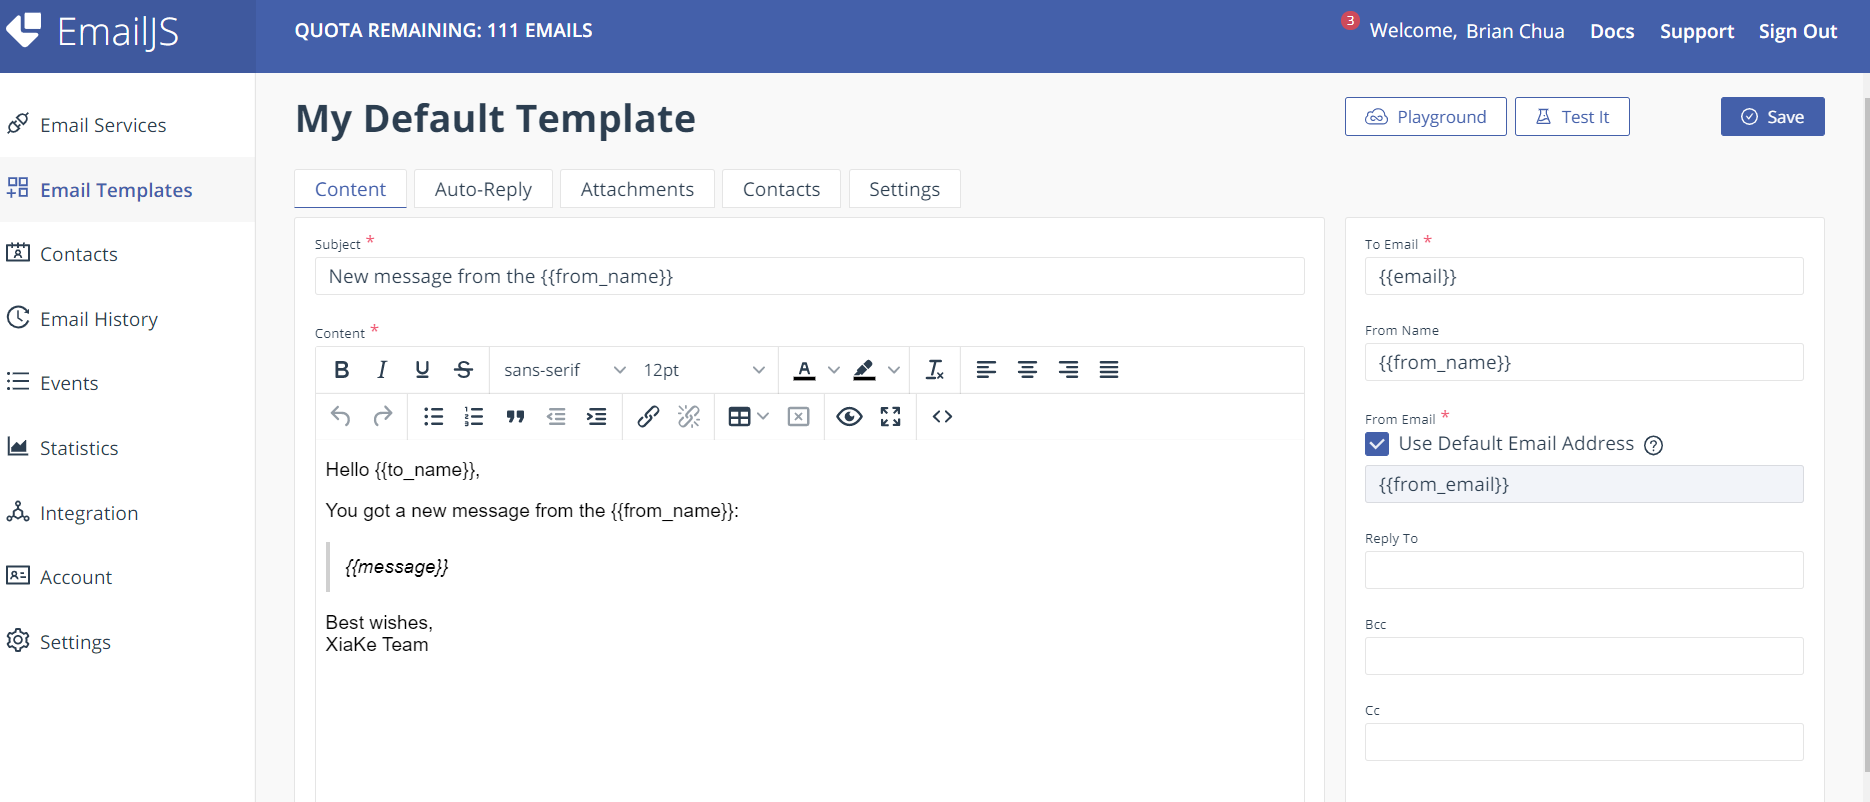 EmailJS
QUOTA REMAINING: 111 EMAILS
3
Welcome, Brian Chua
Docs
Support
Sign Out
Email Services
Email Templates
Contacts
Email History
Events
Statistics
Integration
Account
Settings
My Default Template
Playground
Test It
Save
Content
Auto-Reply
Attachments
Contacts
Settings
Subject *
New message from the {{from_name}}
Content *
B I U S sans-serif 12pt A
Hello {{to_name}},
You got a new message from the {{from_name}}:
{{message}}
Best wishes,
XiaKe Team
To Email *
{{email}}
From Name
{{from_name}}
From Email *
Use Default Email Address ?
{{from_email}}
Reply To
Bcc
Cc